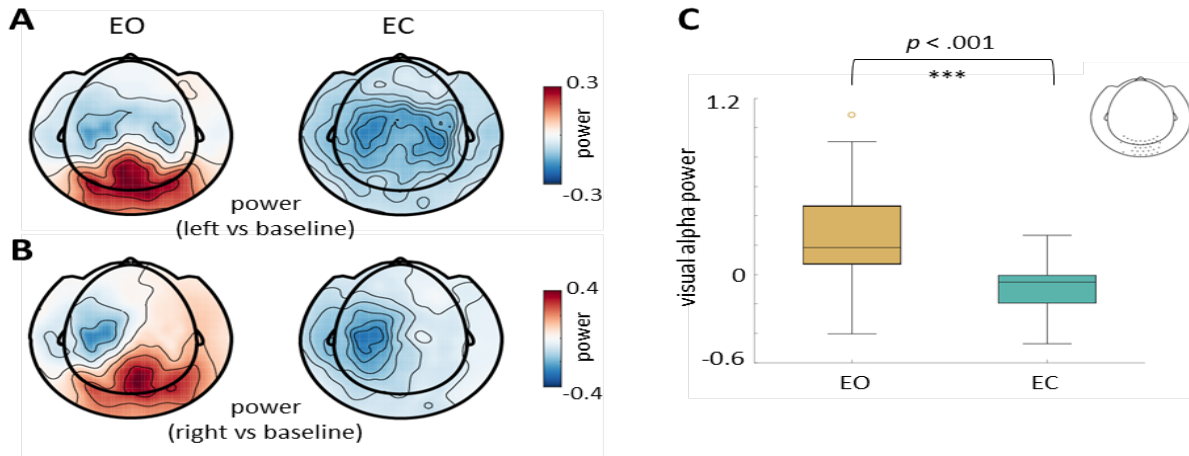 A
EO
EC
0.3
power
-0.3
power
(left vs baseline)
B
0.4
power
-0.4
power
(right vs baseline)
C
p < .001
***
1.2
0
-0.6
visual alpha power
EO
EC